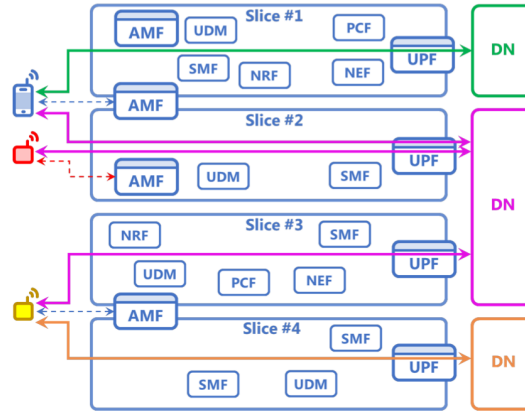 Slice #1
AMF
UDM
PCF
SMF
NRF
NEF
UPF
DN
AMF
Slice #2
AMF
UDM
SMF
UPF
DN
Slice #3
NRF
SMF
UDM
PCF
NEF
UPF
AMF
Slice #4
SMF
SMF
UDM
UPF
DN